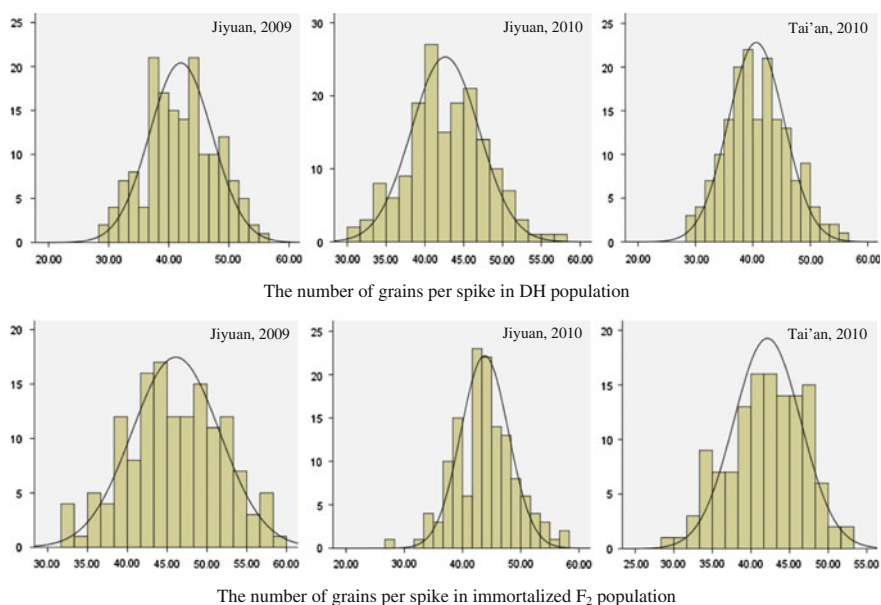 Jiyuan, 2009
25
20
15
10
5
0
20.00 30.00 40.00 50.00 60.00
Jiyuan, 2010
30
20
10
0
30.00 35.00 40.00 45.00 50.00 55.00 60.00
Tai’an, 2010
25
20
15
10
5
0
20.00 30.00 40.00 50.00 60.00
The number of grains per spike in DH population
Jiyuan, 2009
20
15
10
5
0
30.00 35.00 40.00 45.00 50.00 55.00 60.00
Jiyuan, 2010
25
20
15
10
5
0
20.00 30.00 40.00 50.00 60.00
Tai’an, 2010
20
15
10
5
0
25.00 35.00 40.00 45.00 50.00 55.00
The number of grains per spike in immortalized F₂ population